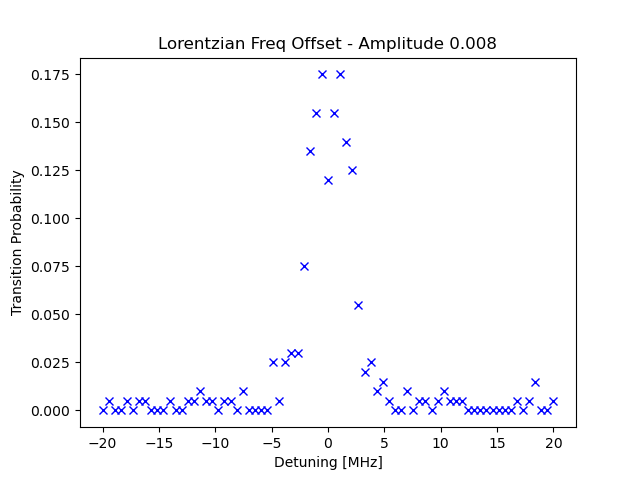 Lorentzian Freq Offset - Amplitude 0.008
0.175
0.150
0.125
0.100
0.075
0.050
0.025
0.000
Transition Probability
−20 −15 −10 −5 0 5 10 15 20
Detuning [MHz]